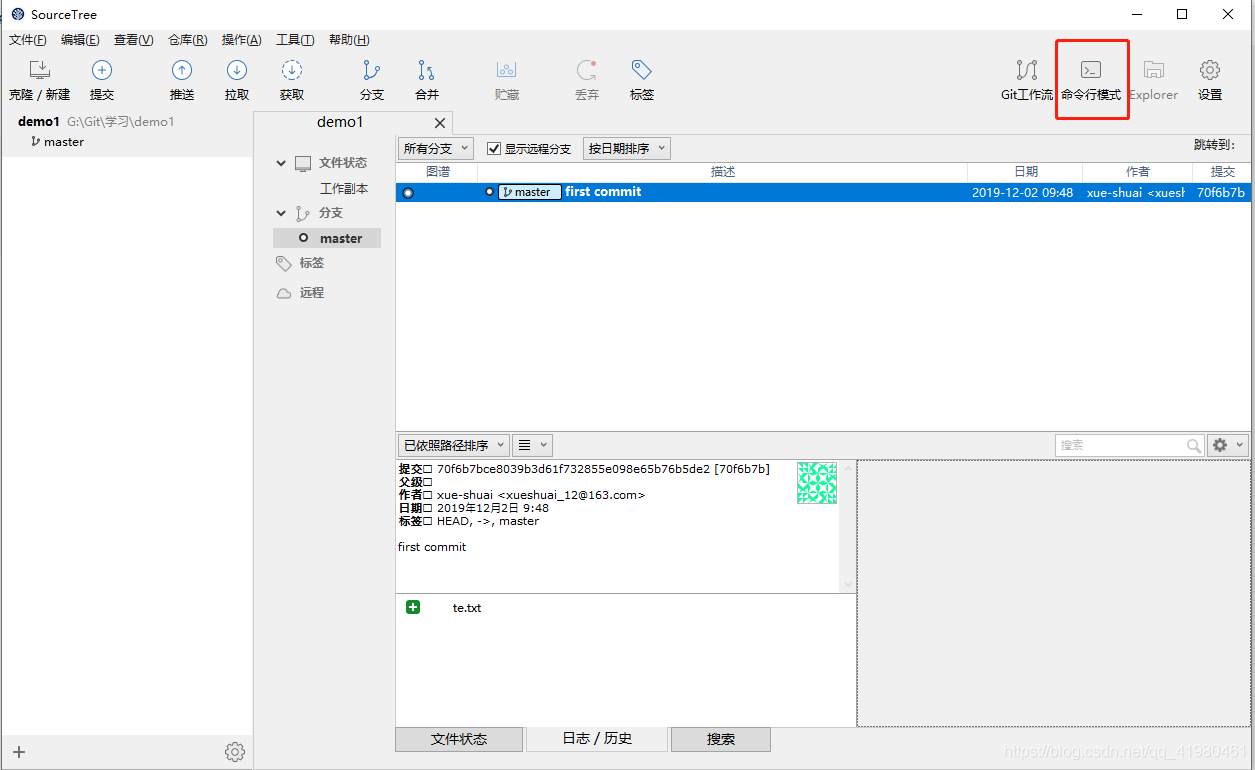 SourceTree
文件(F) 编辑(E) 查看(V) 仓库(R) 操作(A) 工具(T) 帮助(H)
克隆 / 新建 提交 推送 拉取 获取 分支 合并 贮藏 丢弃 标签 Git工作流 命令行模式 Explorer 设置
demo1 G:\Git\学习\demo1
master
demo1
文件状态
工作副本
分支
master
标签
远程
所有分支 显示远程分支 按日期排序 跳转到:
图谱 描述 日期 作者 提交
master first commit 2019-12-02 09:48 xue-shuai <xuesh 70f6b7b
已依照路径排序 搜索
提交 70f6b7bce8039b3d61f732855e098e65b76b5de2 [70f6b7b]
父级
作者 xue-shuai <xueshuai_12@163.com>
日期 2019年12月2日 9:48
标签 HEAD, ->, master
first commit
te.txt
文件状态 日志 / 历史 搜索
https://blog.csdn.net/qq_41980461